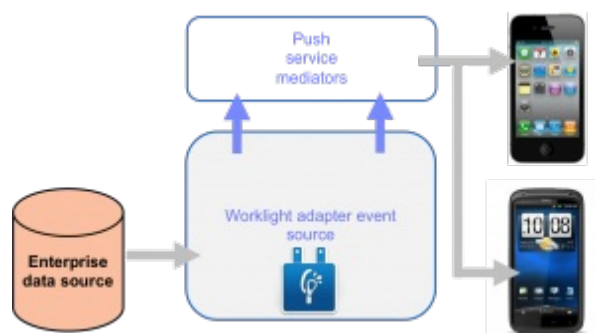 Push
service
mediators
Worklight adapter event
source
Enterprise
data source
10 08